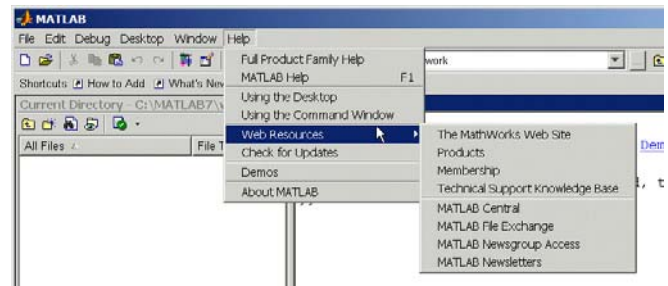 MATLAB
File Edit Debug Desktop Window Help
work
Shortcuts How to Add What's New
Current Directory - C:\MATLAB7\
All Files
File T
Full Product Family Help
MATLAB Help F1
Using the Desktop
Using the Command Window
Web Resources
Check for Updates
Demos
About MATLAB
The MathWorks Web Site
Products
Membership
Technical Support Knowledge Base
MATLAB Central
MATLAB File Exchange
MATLAB Newsgroup Access
MATLAB Newsletters
Dem
, t